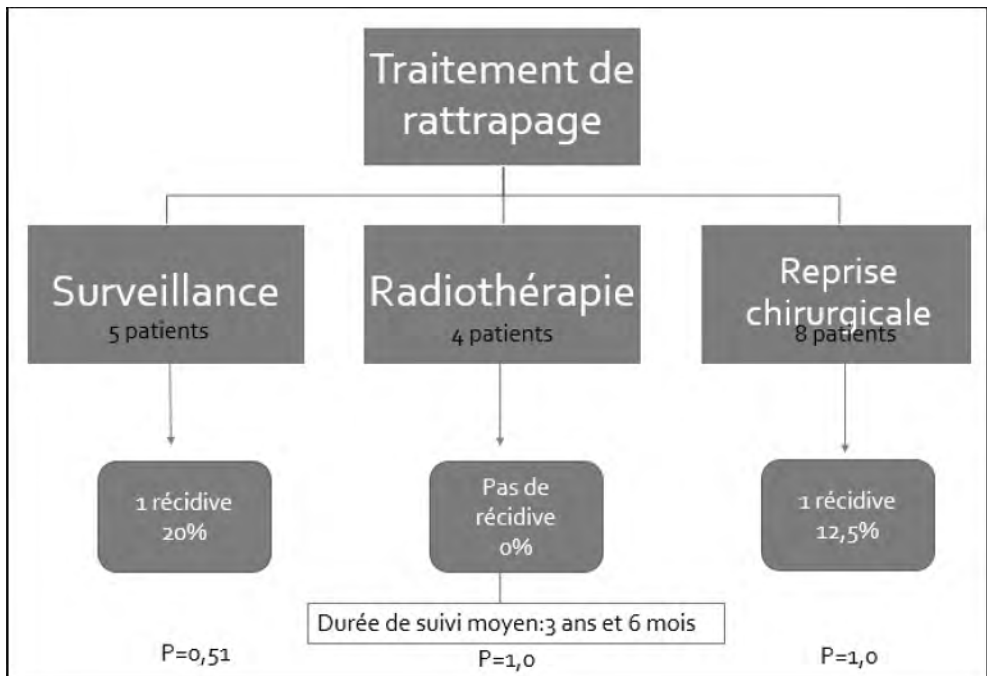 Traitement de
rattrapage
Surveillance
5 patients
Radiothérapie
4 patients
Reprise
chirurgicale
8 patients
1 récidive
20%
Pas de
récidive
0%
1 récidive
12,5%
Durée de suivi moyen:3 ans et 6 mois
P=0,51
P=1,0
P=1,0